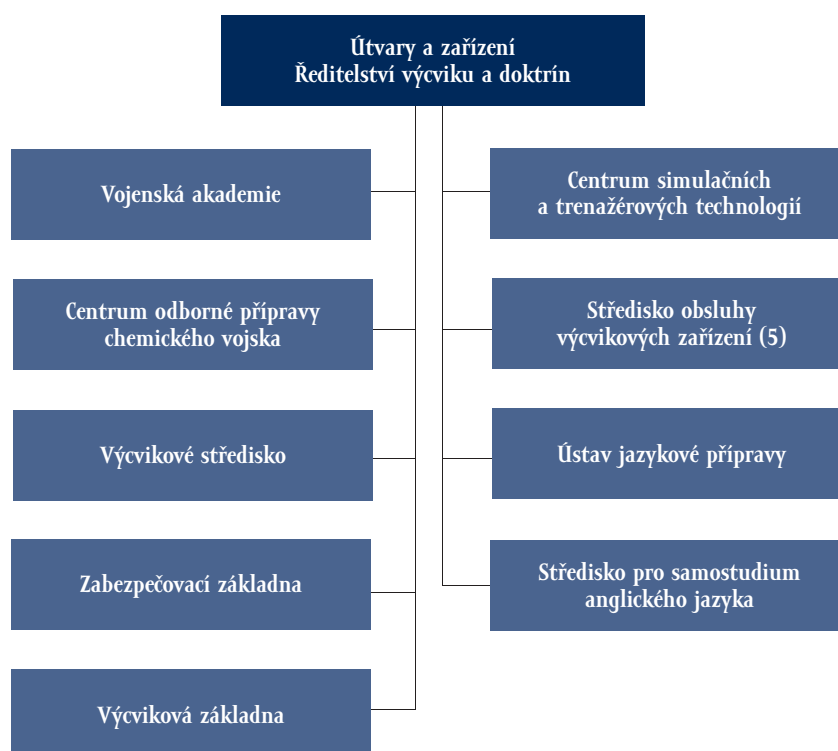 Útvary a zařízení
Ředitelství výcviku a doktrín
Vojenská akademie
Centrum odborné přípravy
chemického vojska
Výcvikové středisko
Zabezpečovací základna
Výcviková základna
Centrum simulačních
a trenažérových technologií
Středisko obsluhy
výcvikových zařízení (5)
Ústav jazykové přípravy
Středisko pro samostudium
anglického jazyka